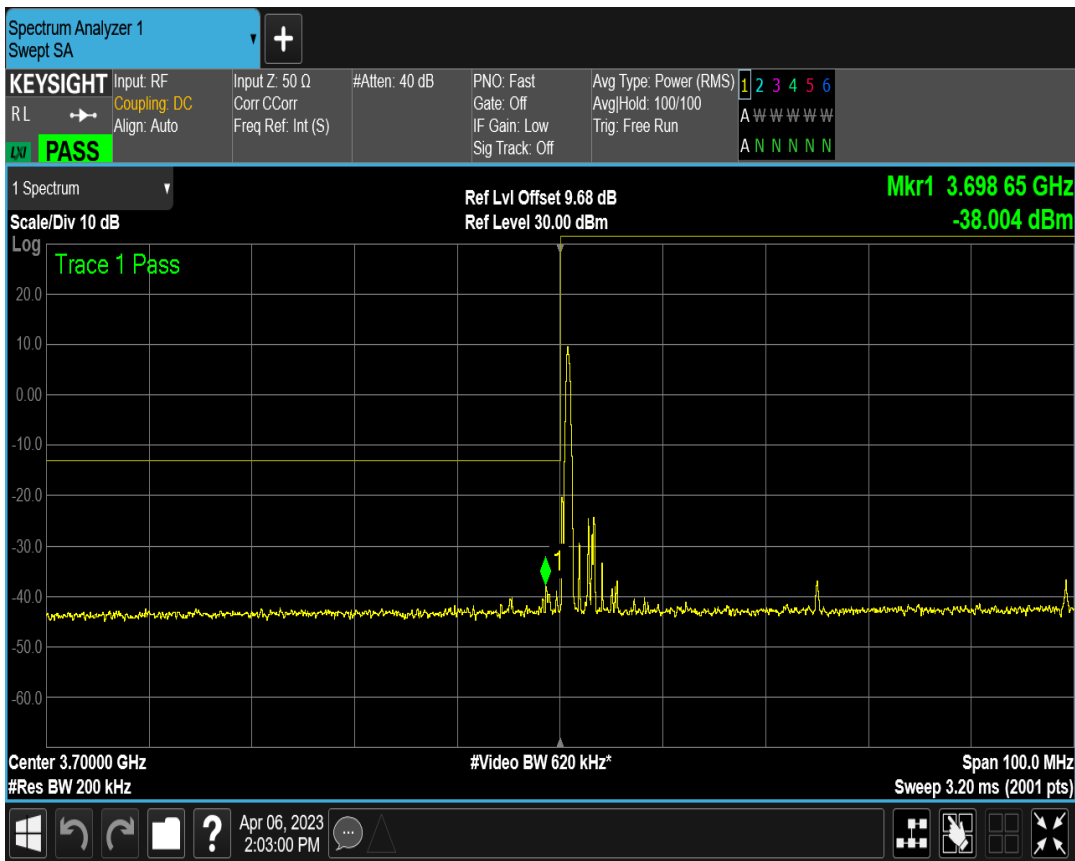 Spectrum Analyzer 1
Swept SA
+
KEYSIGHT
RL
LXI PASS
Input: RF
Coupling: DC
Align: Auto
Input Z: 50 Ω
Corr CCorr
Freq Ref: Int (S)
#Atten: 40 dB
PNO: Fast
Gate: Off
IF Gain: Low
Sig Track: Off
Avg Type: Power (RMS)
Avg|Hold: 100/100
Trig: Free Run
1 2 3 4 5 6
A W W W W W
A N N N N N
1 Spectrum
Scale/Div 10 dB
Ref Lvl Offset 9.68 dB
Ref Level 30.00 dBm
Mkr1 3.698 65 GHz
-38.004 dBm
Log
Trace 1 Pass
20.0
10.0
0.00
-10.0
-20.0
-30.0
1
-40.0
-50.0
-60.0
Center 3.70000 GHz
#Res BW 200 kHz
#Video BW 620 kHz*
Span 100.0 MHz
Sweep 3.20 ms (2001 pts)
?
Apr 06, 2023
2:03:00 PM